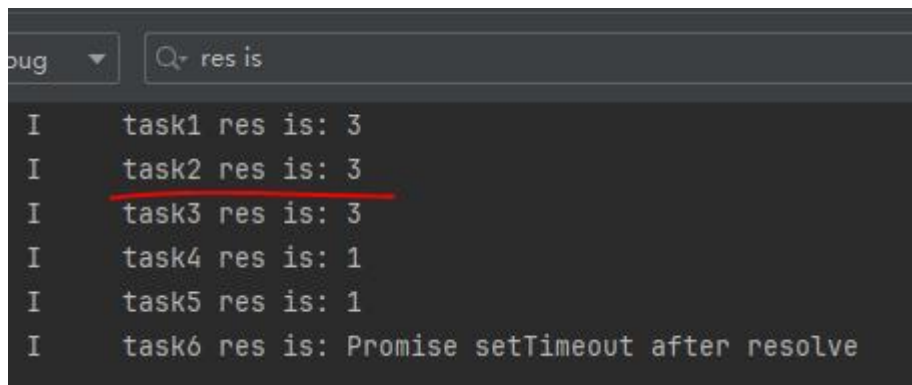 bug res is
I task1 res is: 3
I task2 res is: 3
I task3 res is: 3
I task4 res is: 1
I task5 res is: 1
I task6 res is: Promise setTimeout after resolve